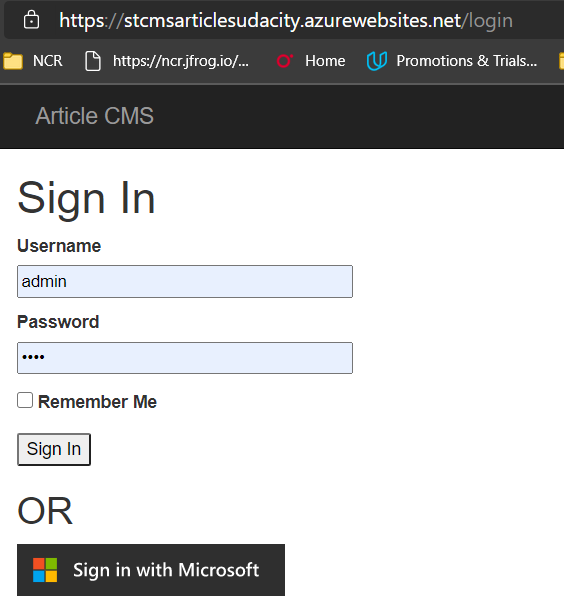 https://stcmsarticlesudacity.azurewebsites.net/login
NCR https://ncr.jfrog.io/... Home Promotions & Trials...
Article CMS
Sign In
Username
admin
Password
••••
Remember Me
Sign In
OR
Sign in with Microsoft